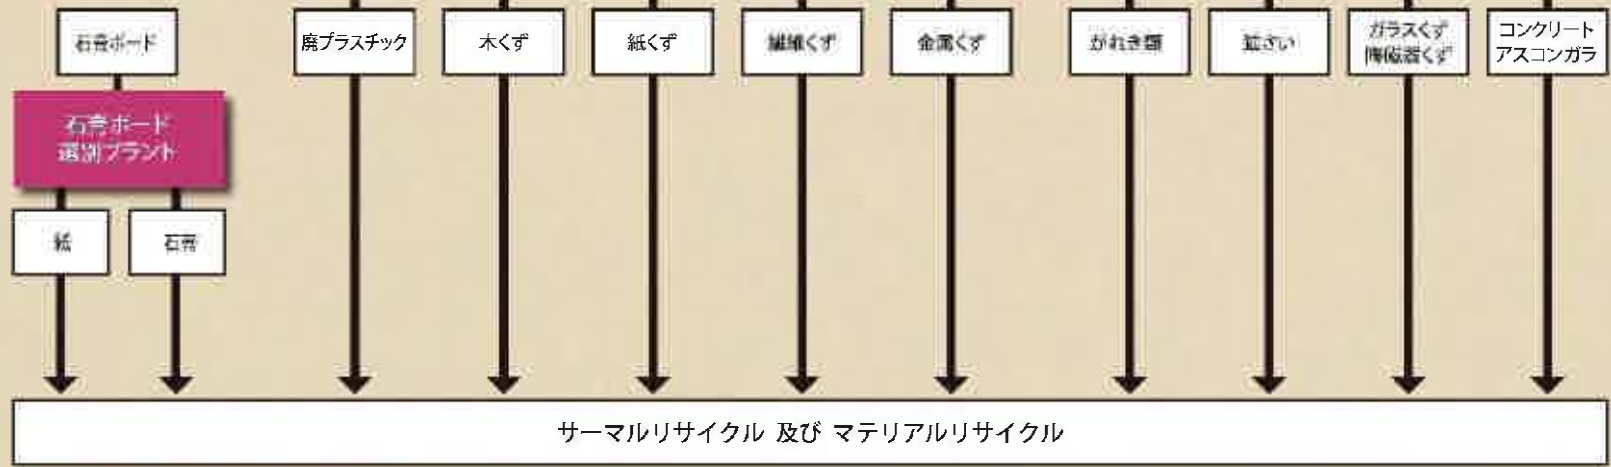 石膏ボード
廃プラスチック
木くず
紙くず
繊維くず
金属くず
がれき類
鉱さい
ガラスくず
陶磁器くず
コンクリート
アスコンガラ
石膏ボード
選別プラント
紙
石膏
サーマルリサイクル 及び マテリアルリサイクル